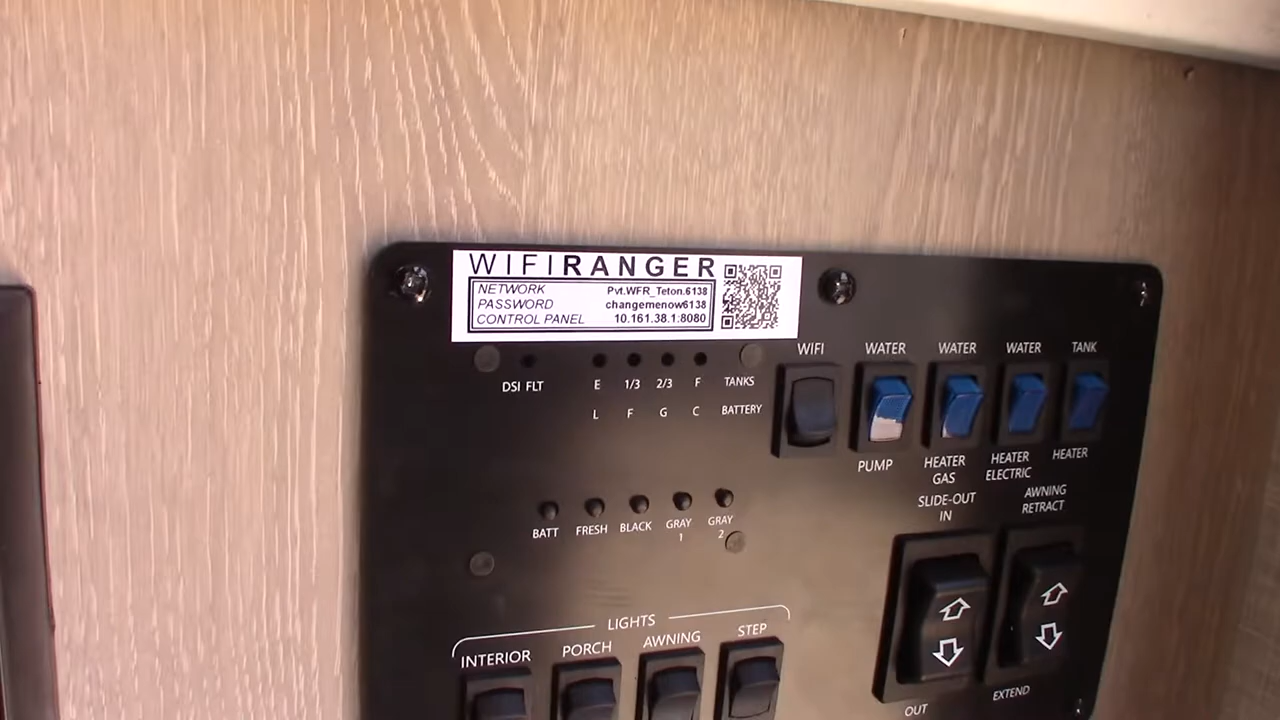 WIFIRANGER
NETWORK Pvt.WFR_Teton.6138
PASSWORD changemenow6138
CONTROL PANEL 10.161.38.1:8080
DSI FLT
E 1/3 2/3 F TANKS
L F G C BATTERY
WIFI
WATER
PUMP
WATER
HEATER
GAS
WATER
HEATER
ELECTRIC
TANK
HEATER
BATT
FRESH
BLACK
GRAY
1
GRAY
2
SLIDE-OUT
IN
OUT
AWNING
RETRACT
EXTEND
LIGHTS
INTERIOR
PORCH
AWNING
STEP